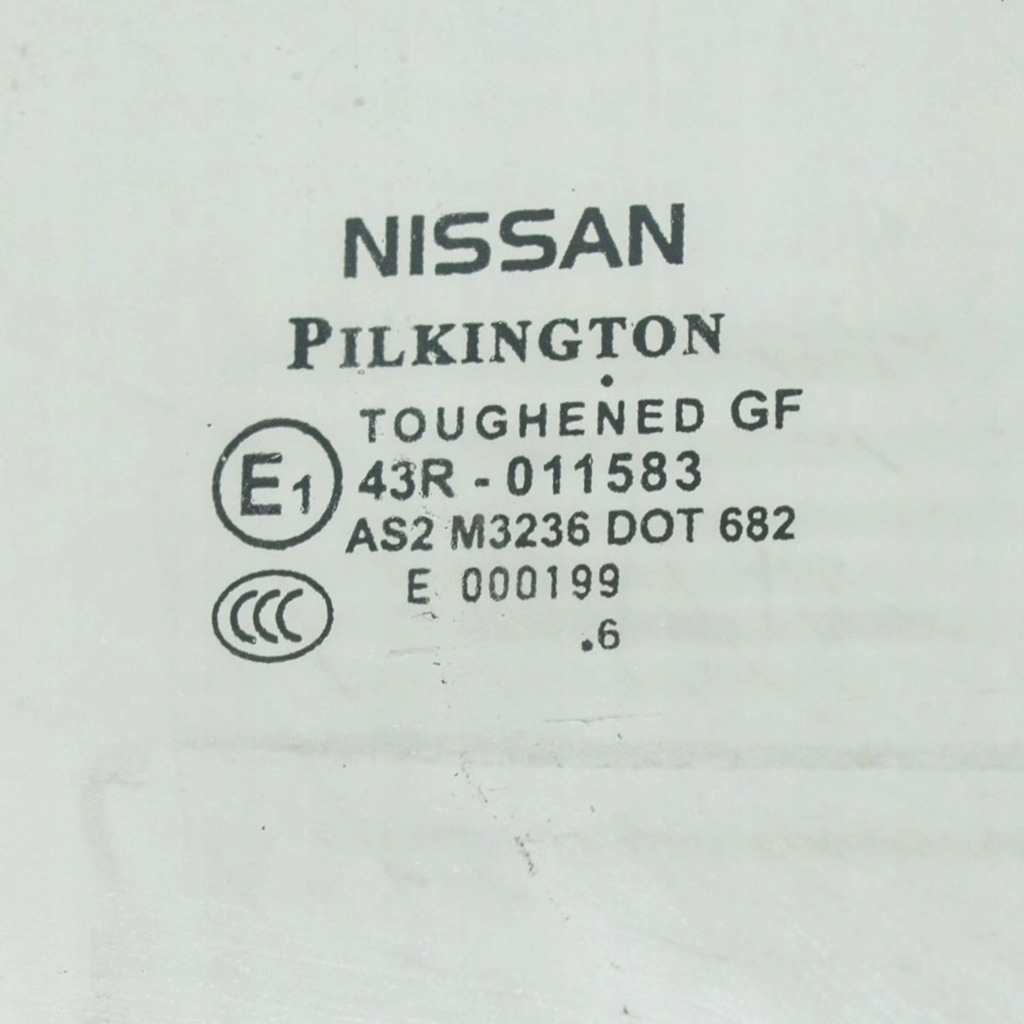 NISSAN
PILKINGTON
TOUGHENED GF
E1 43R - 011583
AS2 M3236 DOT 682
CCC E 000199
.6